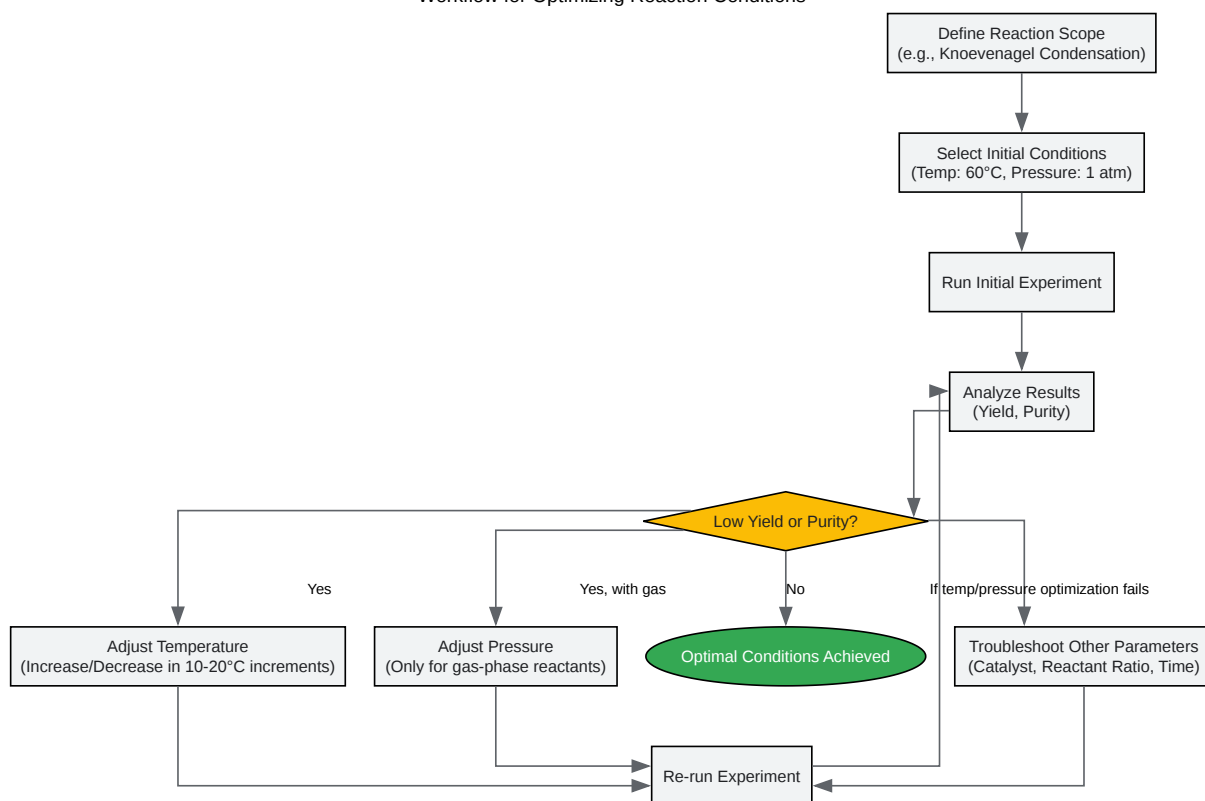 Workflow for Optimizing Reaction Conditions
Define Reaction Scope
(e.g., Knoevenagel Condensation)
Select Initial Conditions
(Temp: 60°C, Pressure: 1 atm)
Run Initial Experiment
Analyze Results
(Yield, Purity)
Low Yield or Purity?
Yes
Yes, with gas
No
If temp/pressure optimization fails
Adjust Temperature
(Increase/Decrease in 10-20°C increments)
Adjust Pressure
(Only for gas-phase reactants)
Optimal Conditions Achieved
Troubleshoot Other Parameters
(Catalyst, Reactant Ratio, Time)
Re-run Experiment